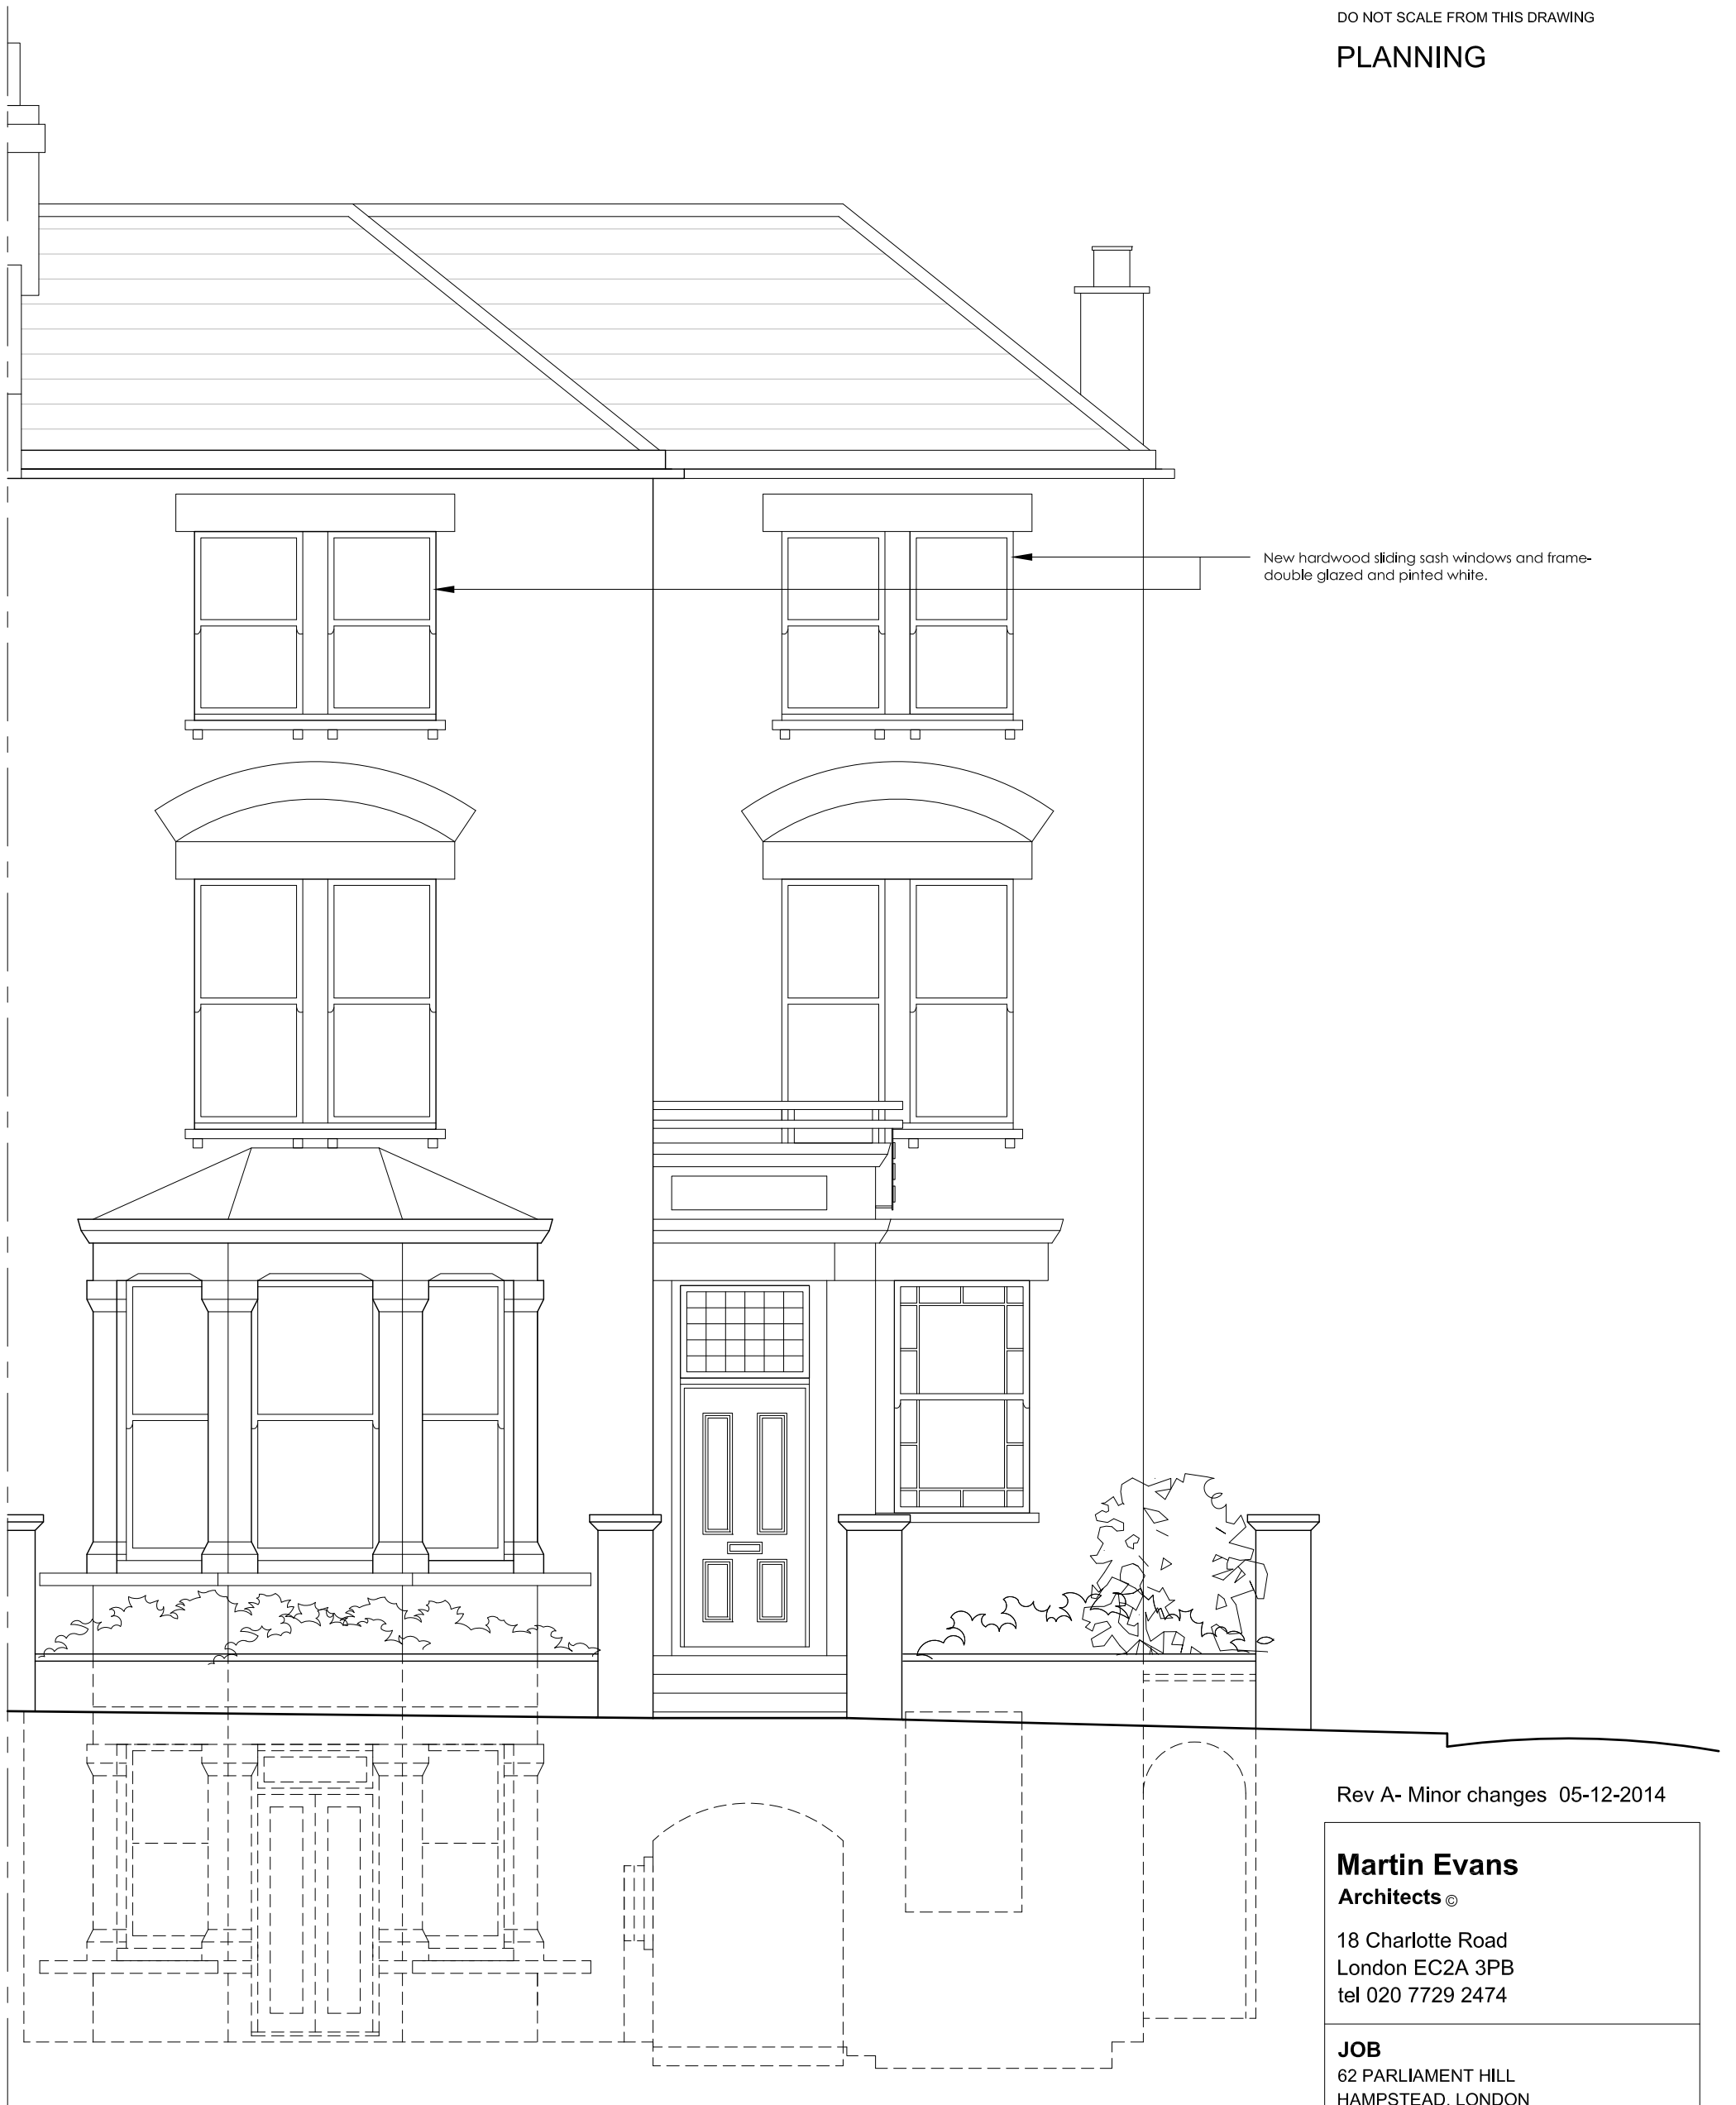 DO NOT SCALE FROM THIS DRAWING
PLANNING
New hardwood sliding sash windows and frame-
double glazed and pinted white.
Rev A- Minor changes 05-12-2014
Martin Evans
Architects ©
18 Charlotte Road
London EC2A 3PB
tel 020 7729 2474
JOB
62 PARLIAMENT HILL
HAMPSTEAD, LONDON